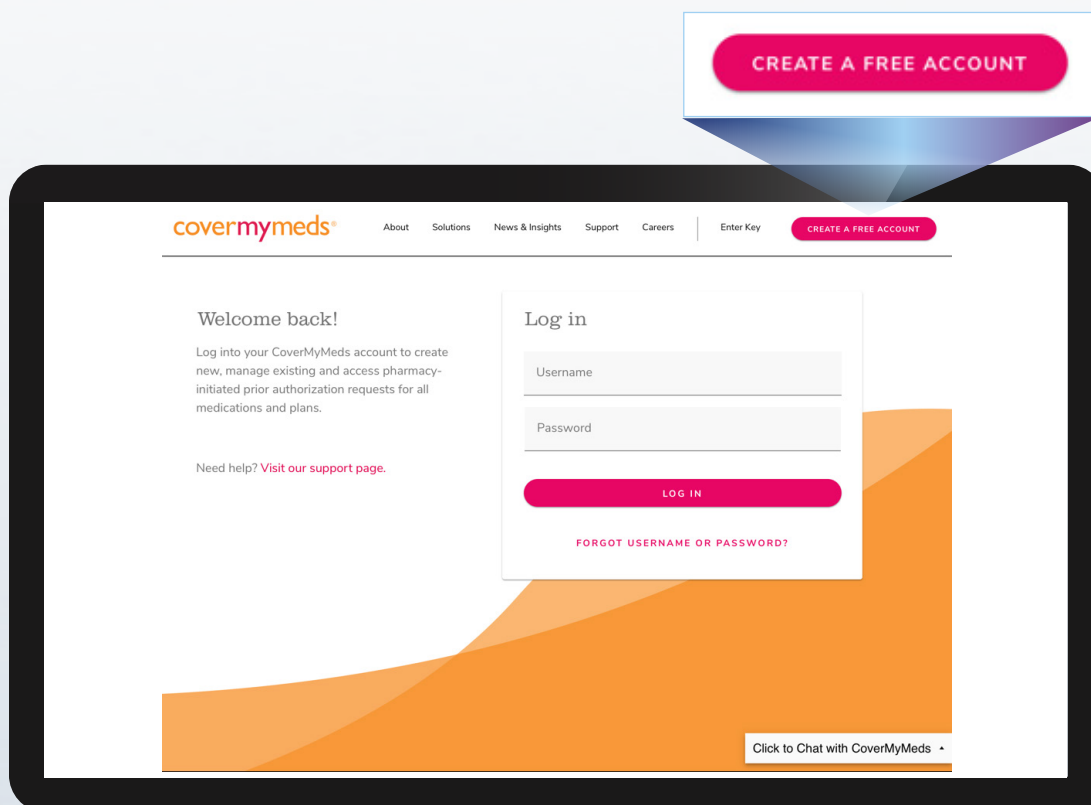 CREATE A FREE ACCOUNT
covermymeds®
About Solutions News & Insights Support Careers Enter Key CREATE A FREE ACCOUNT
Welcome back!
Log into your CoverMyMeds account to create
new, manage existing and access pharmacy-
initiated prior authorization requests for all
medications and plans.
Need help? Visit our support page.
Log in
Username
Password
LOG IN
FORGOT USERNAME OR PASSWORD?
Click to Chat with CoverMyMeds